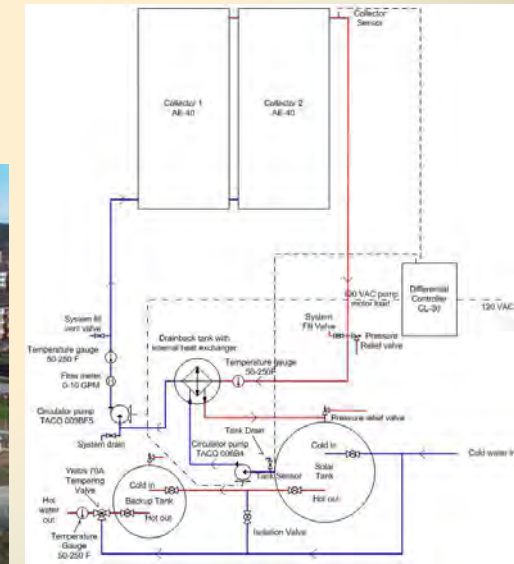 Collector
Sensor
Collector 1
AE-40
Collector 2
AE-40
Differential
Controller
GL-30
120 VAC pump
motor load
120 VAC
System fill
vent valve
System
Fill Valve
Pressure
Relief valve
Temperature gauge
50-250 F
Drainback tank with
internal heat exchanger
Temperature gauge
50-250F
Flow meter
0-10 GPM
Circulator pump
TACO 009BF5
System drain
Tank Drain
Pressure relief valve
Circulator pump
TACO 006B4
Cold in
Solar
Tank
Cold water in
Tank Sensor
Hot out
70A
Tempering
Valve
Cold in
Backup Tank
Hot out
Hot
water
out
Temperature
Gauge
50-250 F
Isolation Valve